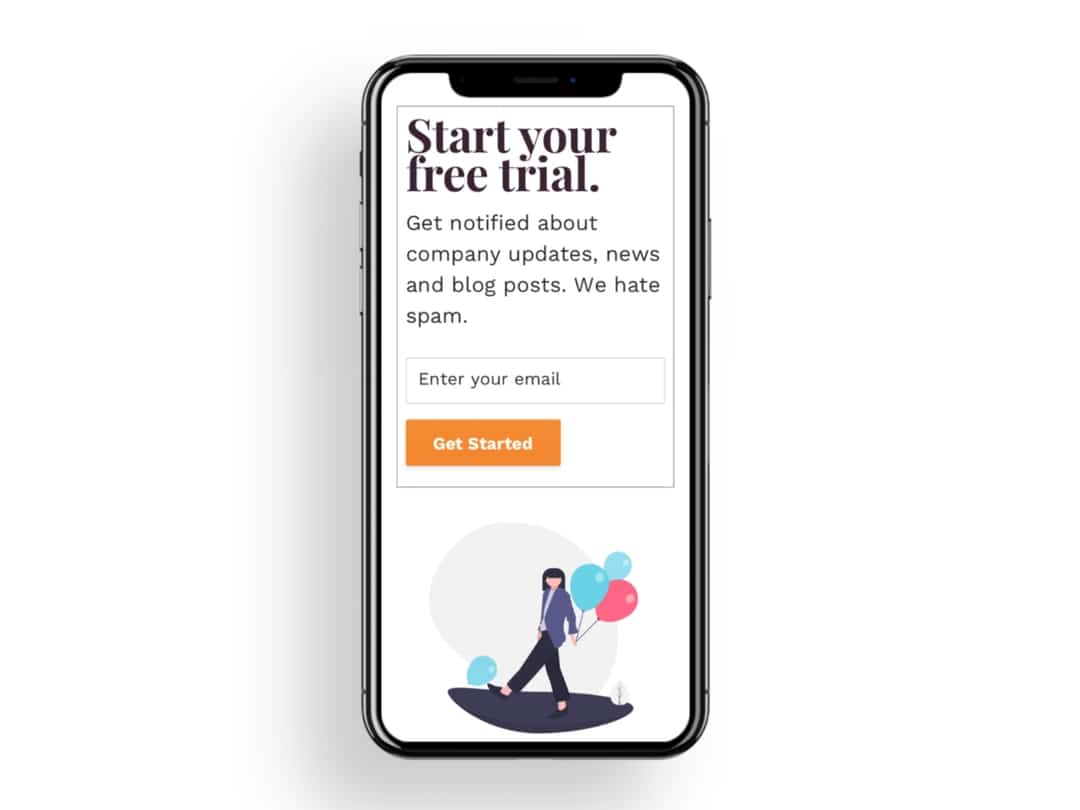 Start your
free trial.
Get notified about
company updates, news
and blog posts. We hate
spam.
Enter your email
Get Started